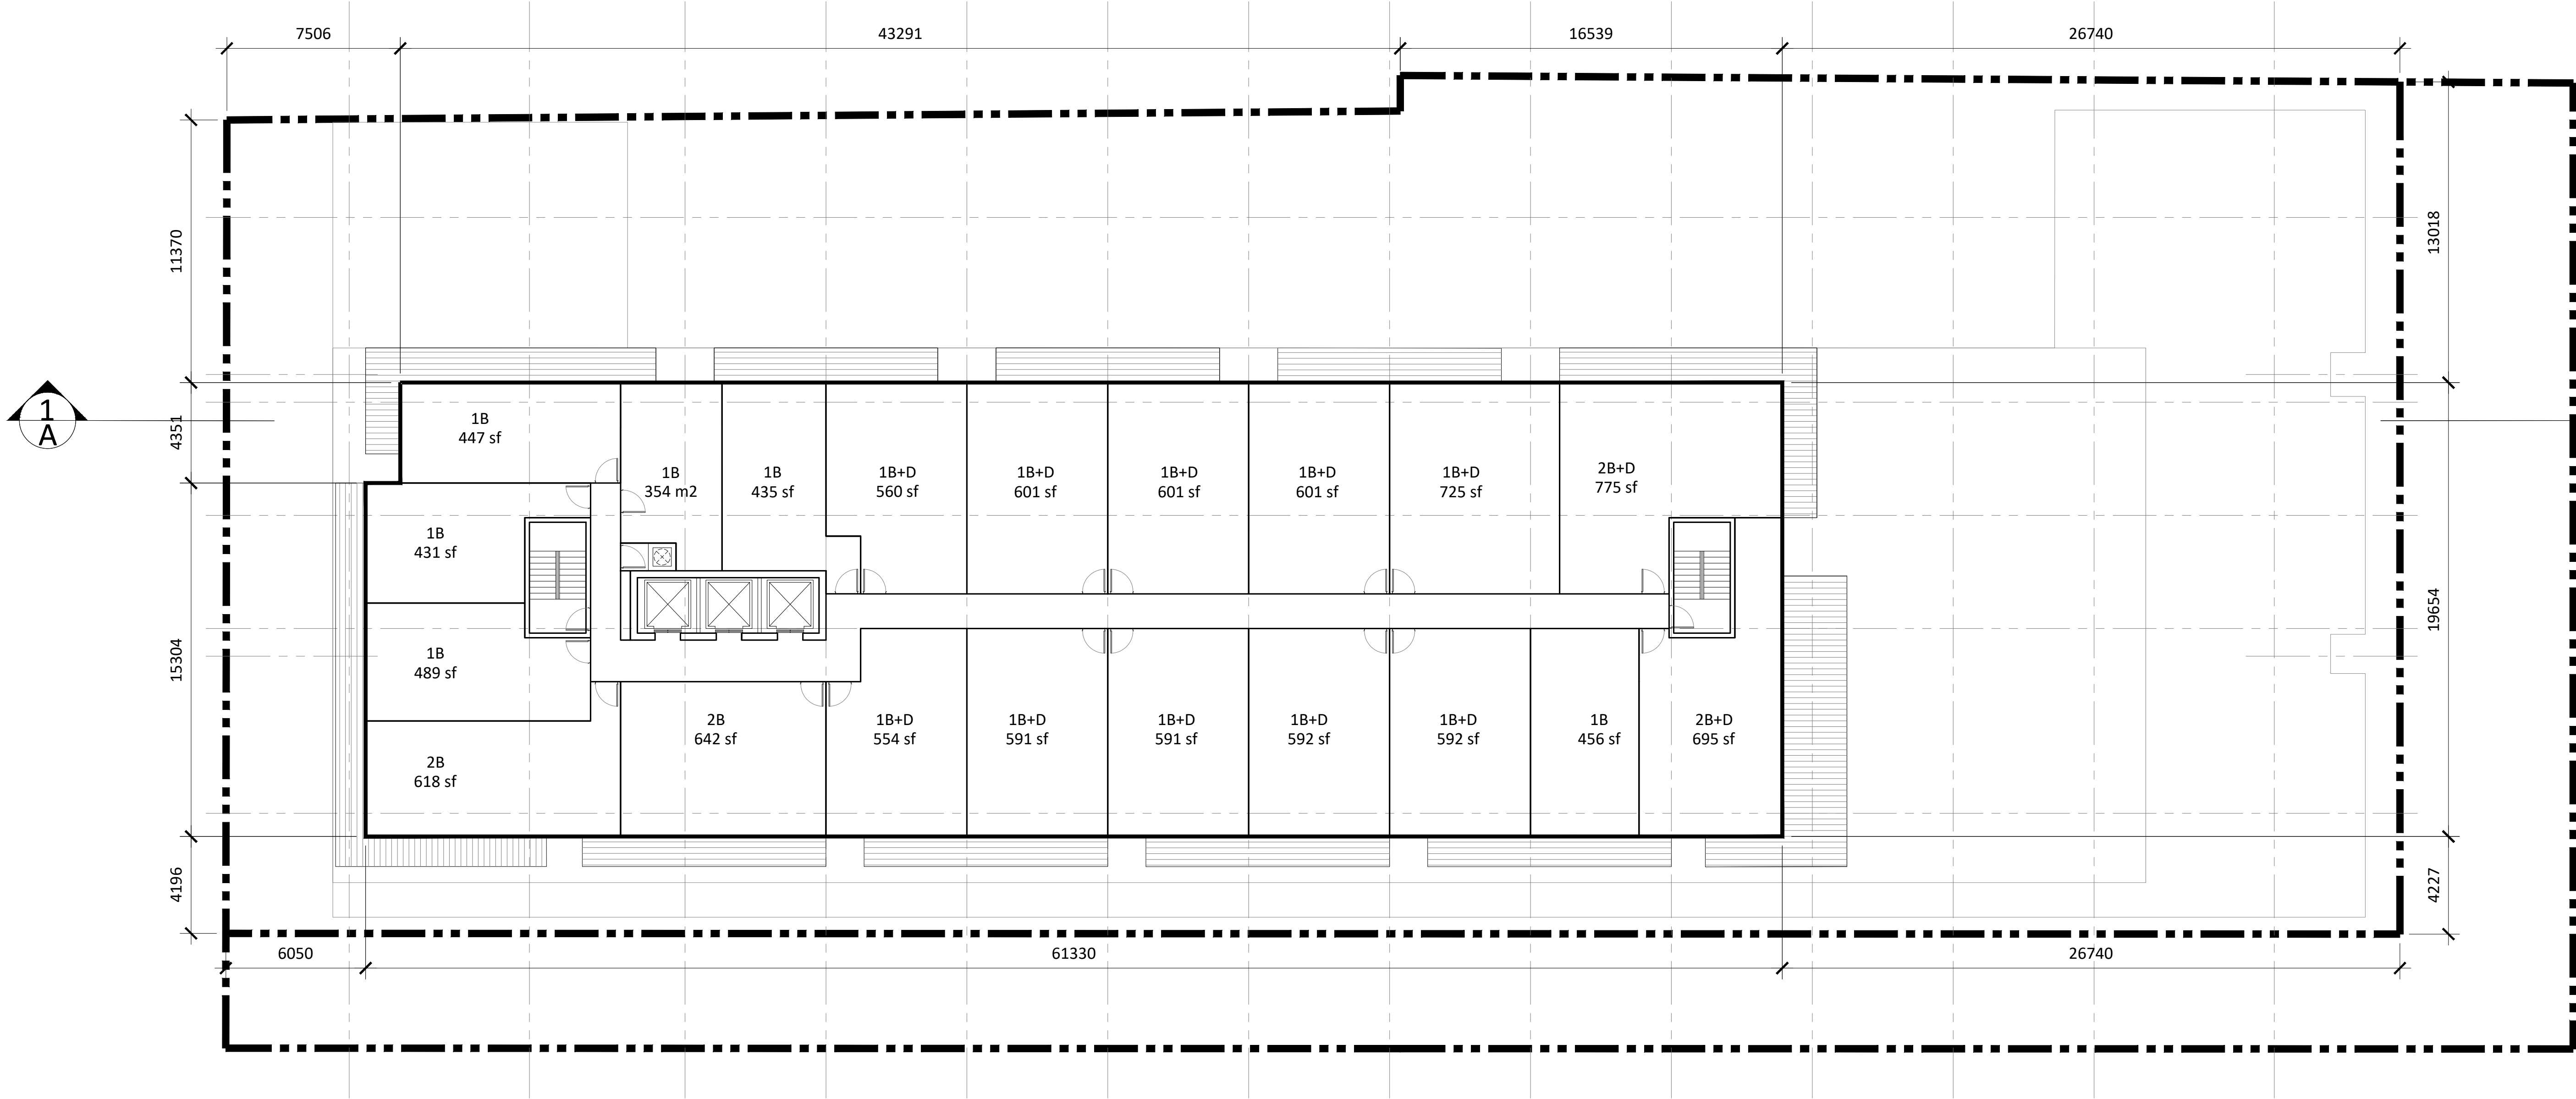 7506
43291
16539
26740
11370
13018
1
A
4351
1B
447 sf
1B
354 m2
1B
435 sf
1B+D
560 sf
1B+D
601 sf
1B+D
601 sf
1B+D
601 sf
1B+D
725 sf
2B+D
775 sf
1B
431 sf
15304
19654
1B
489 sf
2B
618 sf
2B
642 sf
1B+D
554 sf
1B+D
591 sf
1B+D
591 sf
1B+D
592 sf
1B+D
592 sf
1B
456 sf
2B+D
695 sf
4196
4227
6050
61330
26740